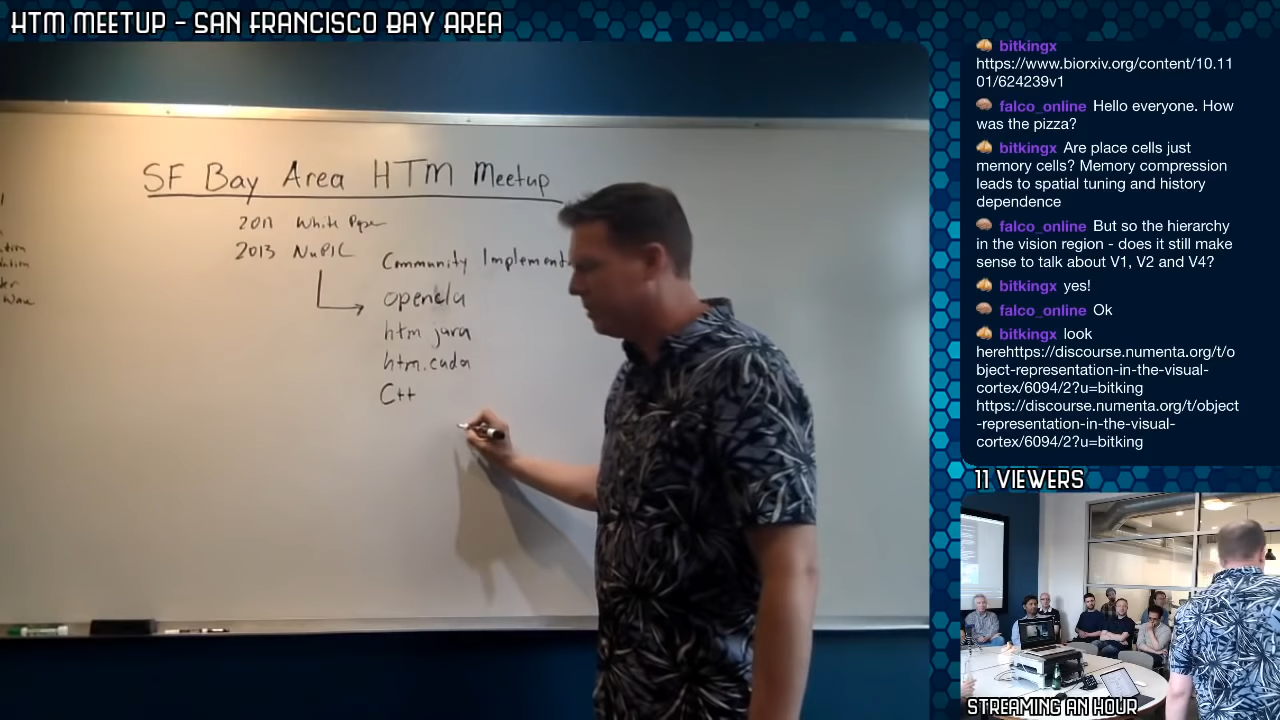 HTM MEETUP - SAN FRANCISCO BAY AREA
SF Bay Area HTM Meetup
2011 White Paper
2013 NuPIC
Community Implement
openclu
htm java
htm.cuda
C++
bitkingx
https://www.biorxiv.org/content/10.11
01/624239v1
falco_online Hello everyone. How
was the pizza?
bitkingx Are place cells just
memory cells? Memory compression
leads to spatial tuning and history
dependence
falco_online But so the hierarchy
in the vision region - does it still make
sense to talk about V1, V2 and V4?
bitkingx yes!
falco_online Ok
bitkingx look
herehttps://discourse.numenta.org/t/o
bject-representation-in-the-visual-
cortex/6094/2?u=bitking
https://discourse.numenta.org/t/object
-representation-in-the-visual-
cortex/6094/2?u=bitking
11 VIEWERS
STREAMING AN HOUR